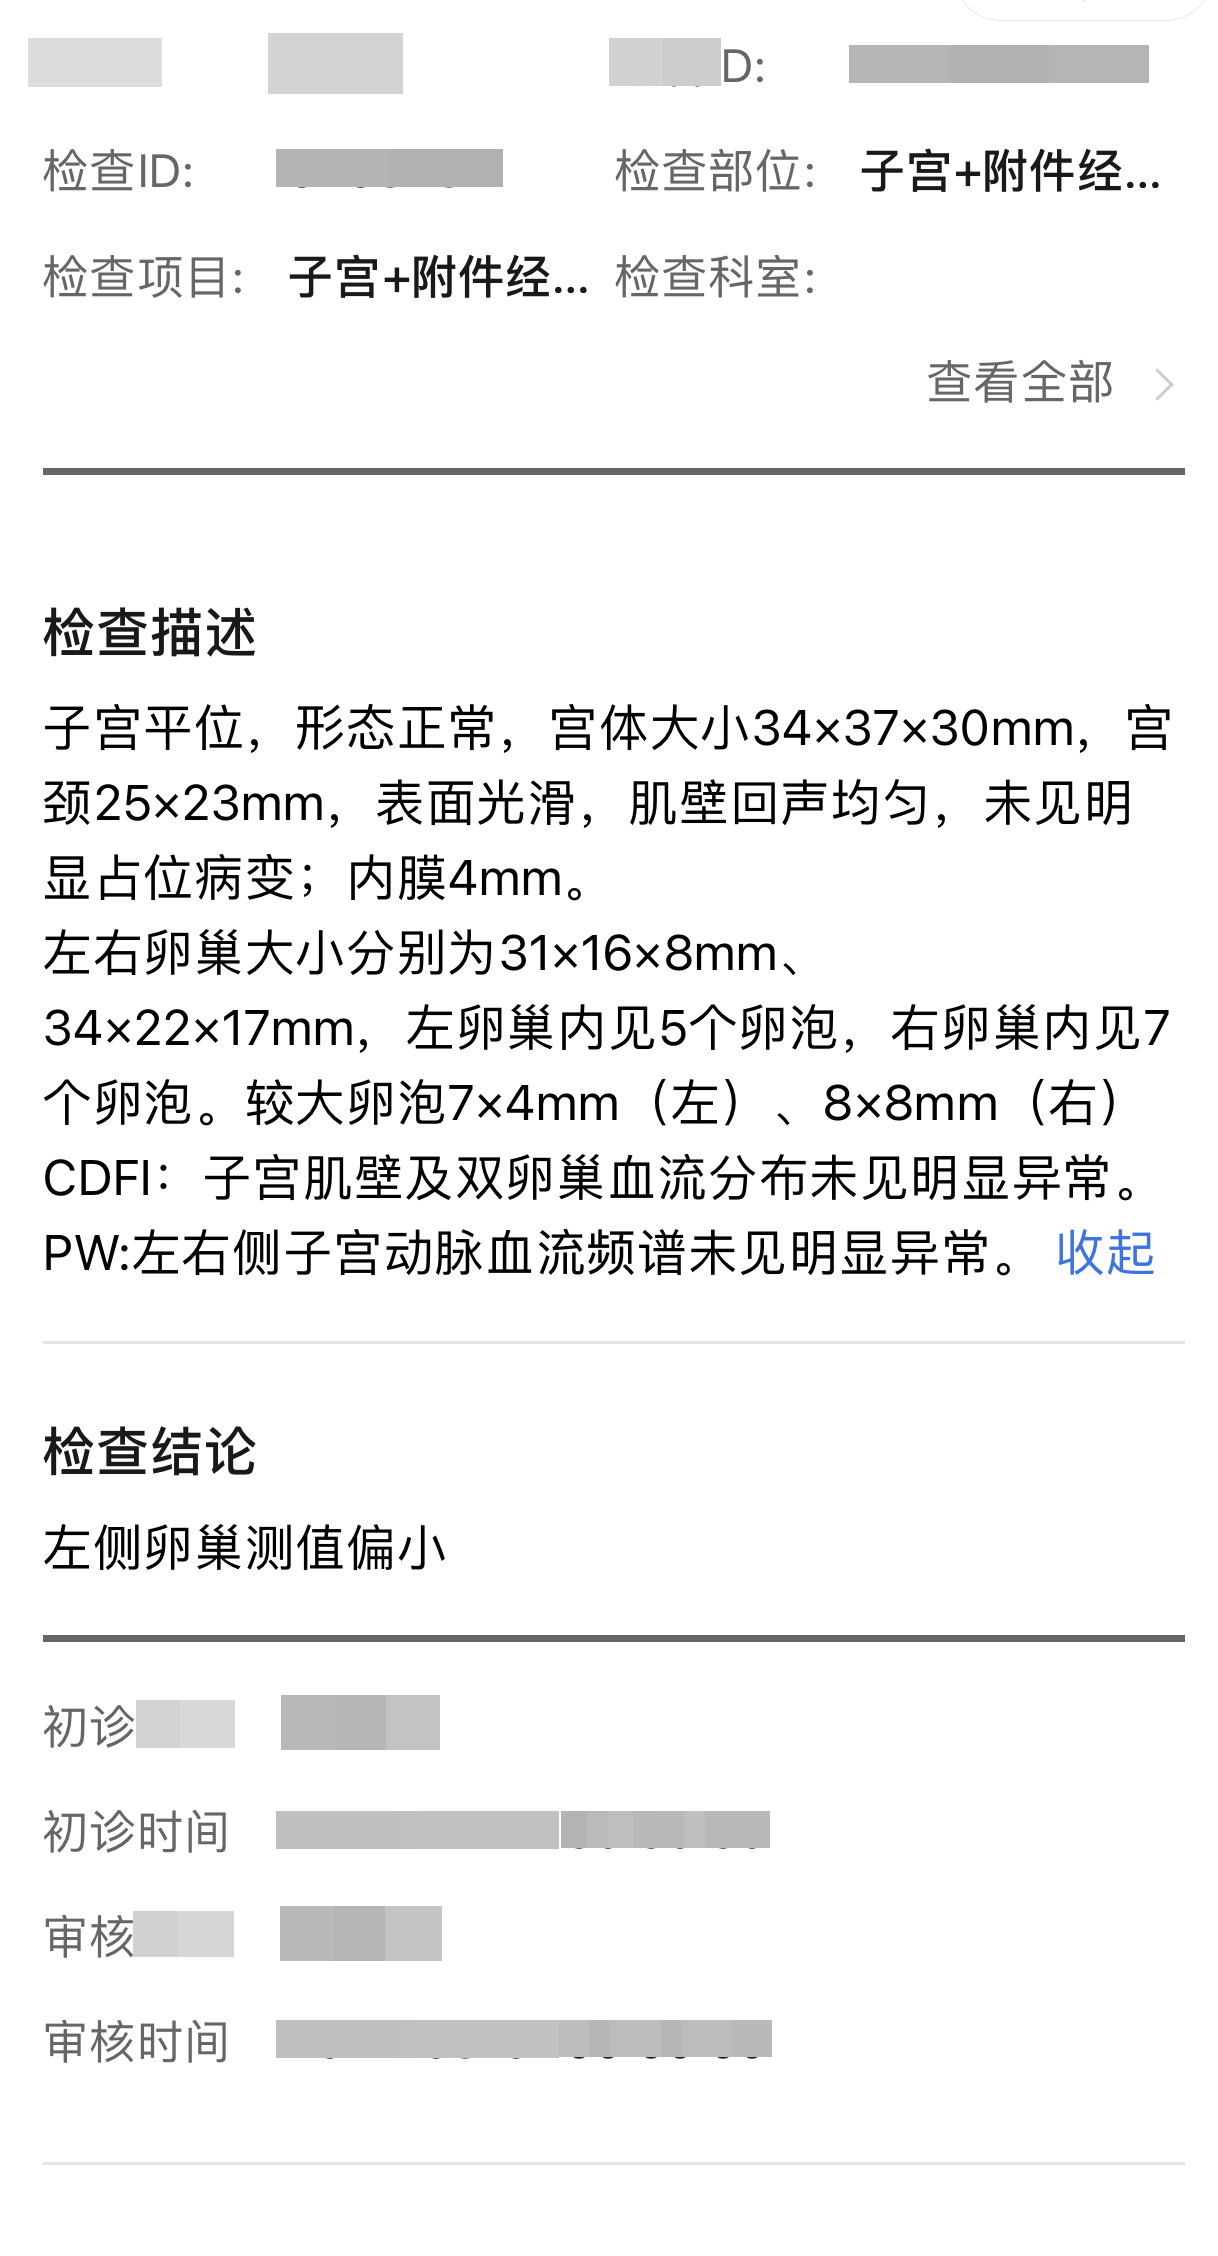 D:
检查ID: 检查部位: 子宫+附件经...
检查项目: 子宫+附件经... 检查科室:
查看全部
检查描述
子宫平位，形态正常，宫体大小34×37×30mm，宫
颈25×23mm，表面光滑，肌壁回声均匀，未见明
显占位病变；内膜4mm。
左右卵巢大小分别为31×16×8mm、
34×22×17mm，左卵巢内见5个卵泡，右卵巢内见7
个卵泡。较大卵泡7×4mm（左）、8×8mm（右）
CDFI：子宫肌壁及双卵巢血流分布未见明显异常。
PW:左右侧子宫动脉血流频谱未见明显异常。 收起
检查结论
左侧卵巢测值偏小
初诊
初诊时间
审核
审核时间